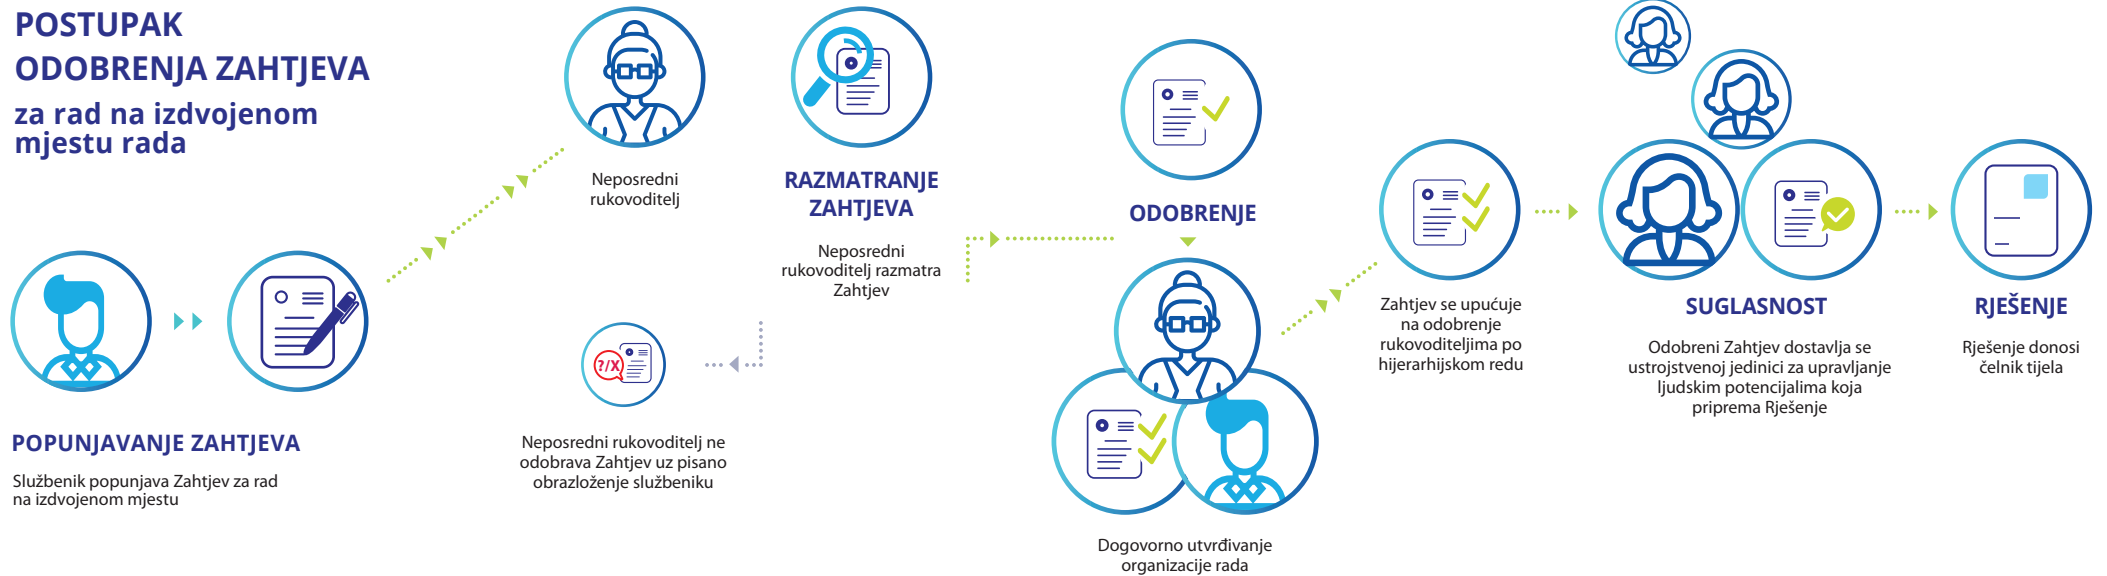 POSTUPAK
ODOBRENJA ZAHTJEVA
za rad na izdvojenom
mjestu rada
POPUNJAVANJE ZAHTJEVA
Službenik popunjava Zahtjev za rad
na izdvojenom mjestu
Neposredni
rukovoditelj
RAZMATRANJE
ZAHTJEVA
Neposredni
rukovoditelj razmatra
Zahtjev
?/X
Neposredni rukovoditelj ne
odobrava Zahtjev uz pisano
obrazloženje službeniku
ODOBRENJE
Dogovorno utvrđivanje
organizacije rada
Zahtjev se upućuje
na odobrenje
rukovoditeljima po
hijerarhijskom redu
SUGLASNOST
Odobreni Zahtjev dostavlja se
ustrojstvenoj jedinici za upravljanje
ljudskim potencijalima koja
priprema Rješenje
RJEŠENJE
Rješenje donosi
čelnik tijela